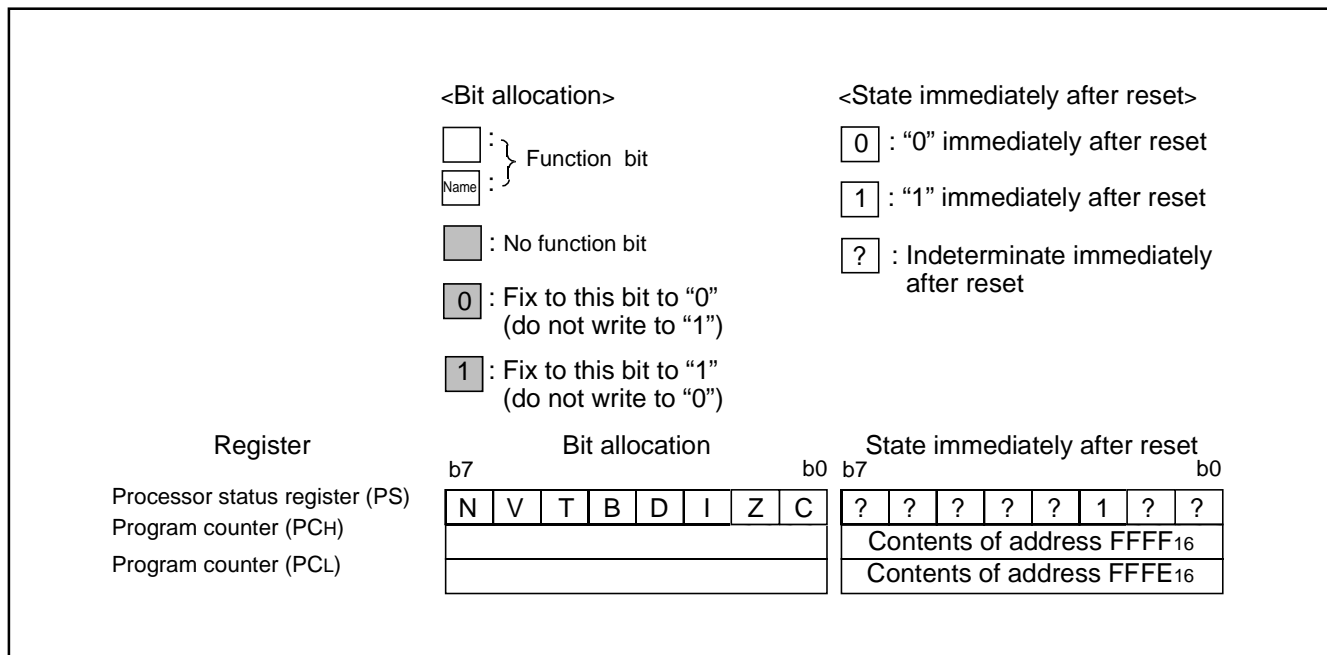 <Bit allocation>
:
Function bit
Name :
: No function bit
0 : Fix to this bit to “0”
(do not write to “1”)
1 : Fix to this bit to “1”
(do not write to “0”)
<State immediately after reset>
0 : “0” immediately after reset
1 : “1” immediately after reset
? : Indeterminate immediately
after reset
Register Bit allocation State immediately after reset
b7 b0 b7 b0
Processor status register (PS) N V T B D I Z C ? ? ? ? ? 1 ? ?
Program counter (PCH) Contents of address FFFF16
Program counter (PCL) Contents of address FFFE16